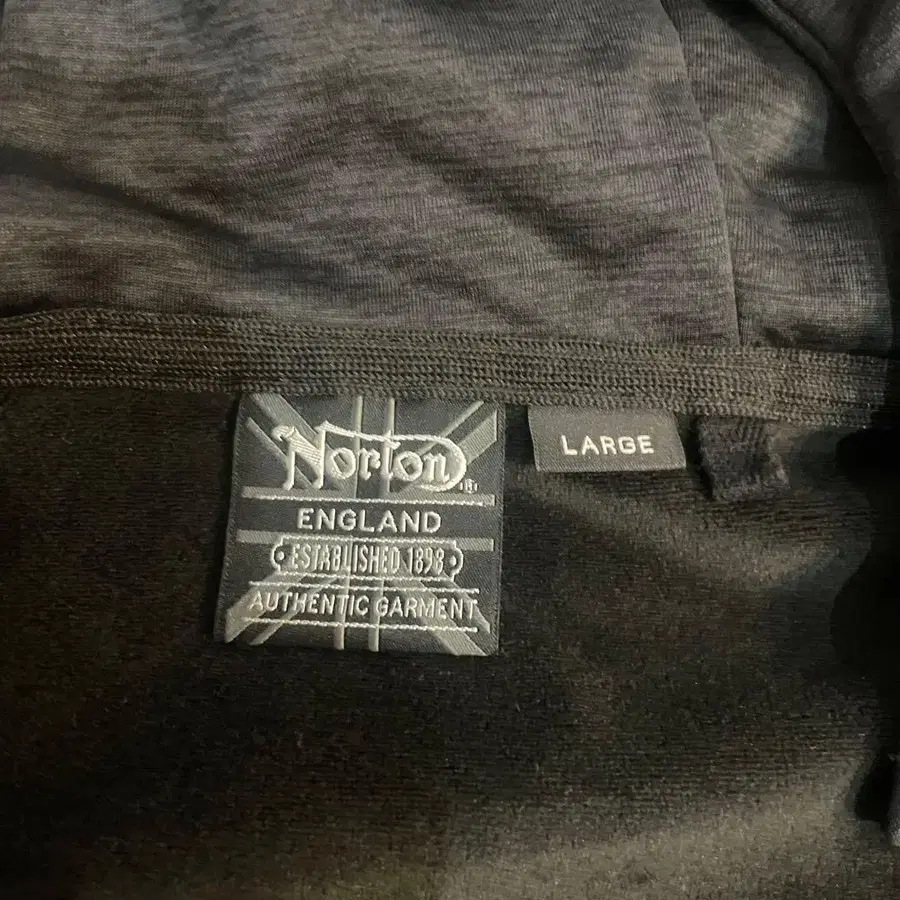 Norton
ENGLAND
ESTABLISHED 1898
AUTHENTIC GARMENT
LARGE